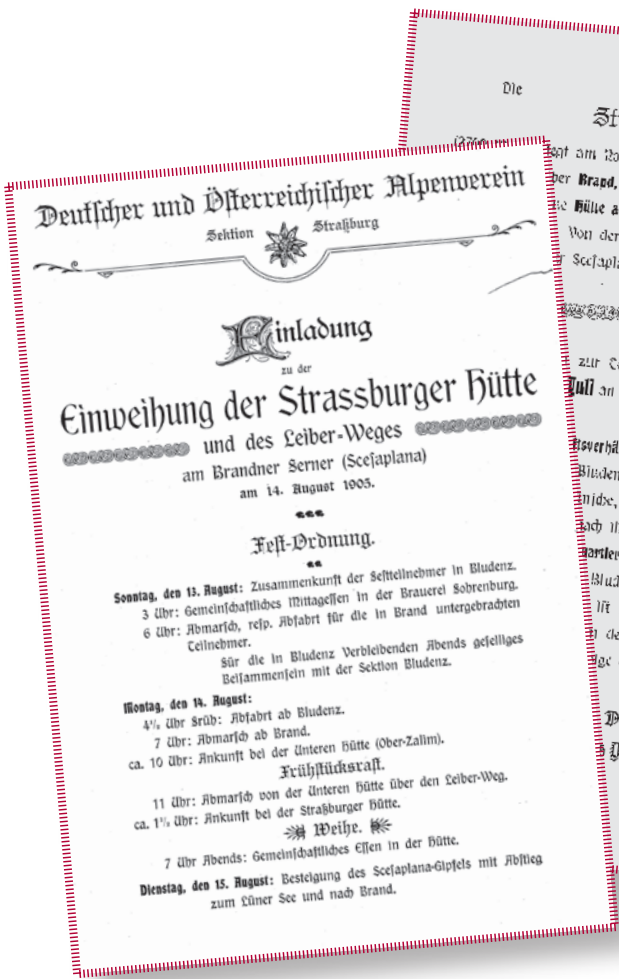 Deutscher und Österreichischer Alpenverein
Sektion Straßburg
Einladung
zu der
Einweihung der Strassburger Hütte
und des Leiber-Weges
am Brandner Ferner (Scesaplana)
am 14. August 1905.
Fest-Ordnung.
Sonntag, den 13. August: Zusammenkunft der Festteilnehmer in Bludenz.
3 Uhr: Gemeinschaftliches Mittagessen in der Brauerei Fohrenburg.
6 Uhr: Abmarsch, resp. Abfahrt für die in Brand untergebrachten
Teilnehmer.
Für die in Bludenz Verbleibenden Abends geselliges
Beisammensein mit der Sektion Bludenz.
Montag, den 14. August:
4½ Uhr Früh: Abfahrt ab Bludenz.
7 Uhr: Abmarsch ab Brand.
ca. 10 Uhr: Ankunft bei der Unteren Hütte (Ober-Zalim).
Frühstücksrast.
11 Uhr: Abmarsch von der Unteren Hütte über den Leiber-Weg.
ca. 1½ Uhr: Ankunft bei der Straßburger Hütte.
Weihe.
7 Uhr Abends: Gemeinschaftliches Essen in der Hütte.
Dienstag, den 15. August: Besteigung des Scesaplana-Gipfels mit Abstieg
zum Lüner See und nach Brand.
Die
am
Brand,
Hütte
Von der
zur
Juli an